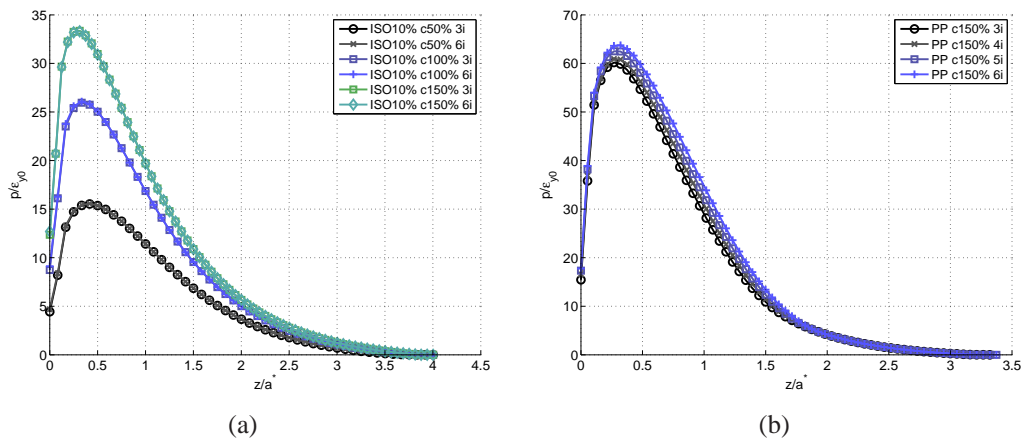 35
30
25
20
15
10
5
0
p/ε_y0
0 0.5 1 1.5 2 2.5 3 3.5 4 4.5
z/a*
ISO10% c50% 3i
ISO10% c50% 6i
ISO10% c100% 3i
ISO10% c100% 6i
ISO10% c150% 3i
ISO10% c150% 6i
(a)
70
60
50
40
30
20
10
0
p/ε_y0
0 0.5 1 1.5 2 2.5 3 3.5
z/a*
PP c150% 3i
PP c150% 4i
PP c150% 5i
PP c150% 6i
(b)